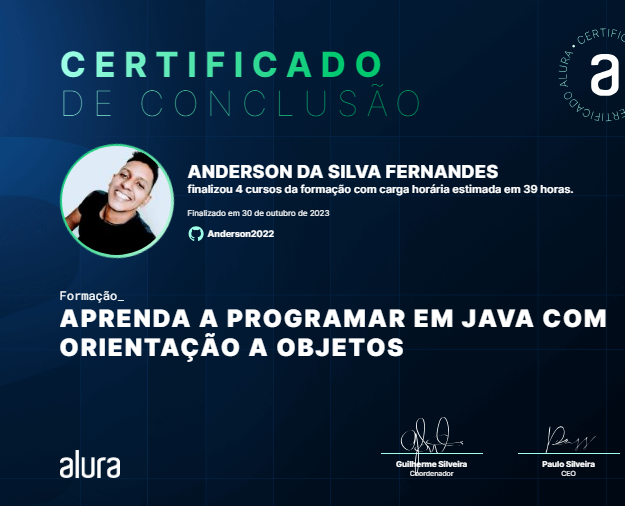 CERTIFICADO
DE CONCLUSÃO
ALURA • CERTIFIC
ERTIFICADO
a
ANDERSON DA SILVA FERNANDES
finalizou 4 cursos da formação com carga horária estimada em 39 horas.
Finalizado em 30 de outubro de 2023
Anderson2022
Formação_
APRENDA A PROGRAMAR EM JAVA COM
ORIENTAÇÃO A OBJETOS
alura
Guilherme Silveira
Coordenador
Paulo Silveira
CEO